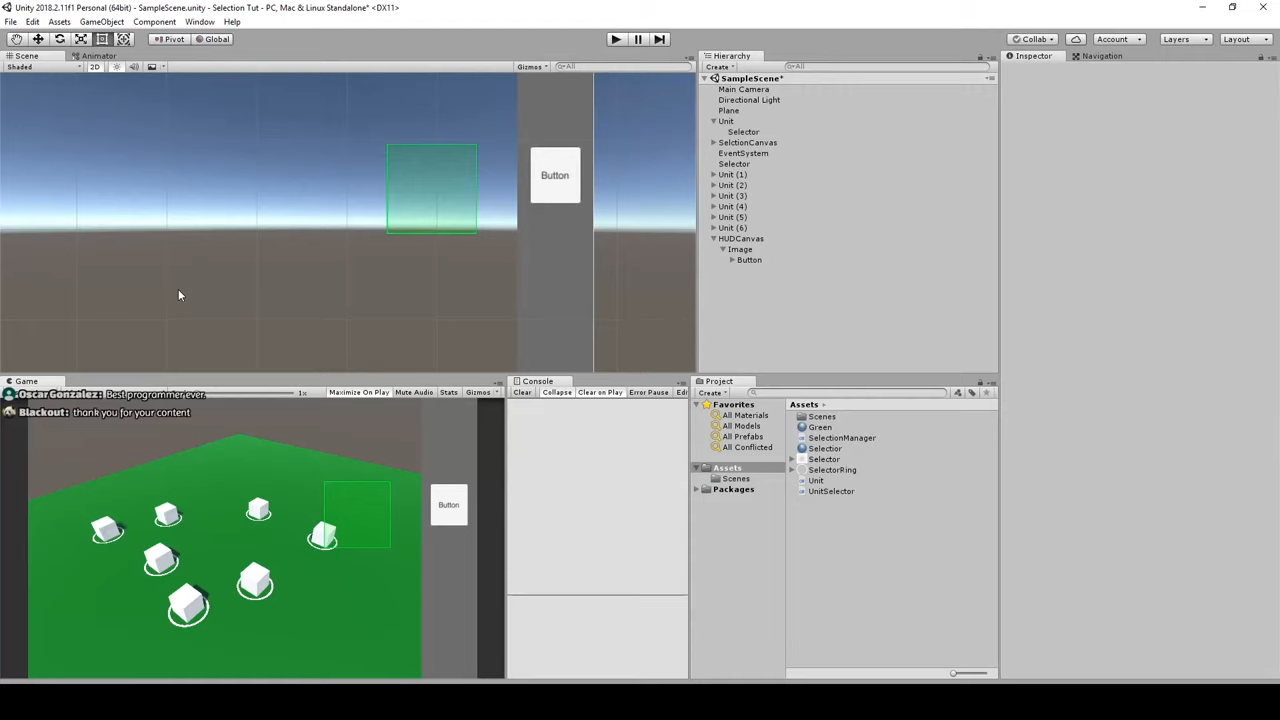 Unity 2018.2.11f1 Personal (64bit) - SampleScene.unity - Selection Tut - PC, Mac & Linux Standalone* <DX11>
File Edit Assets GameObject Component Window Help
Pivot Global Collab Account Layers Layout
Scene Animator
Shaded 2D Gizmos All
Button
Hierarchy
Create All
SampleScene*
Main Camera
Directional Light
Plane
Unit
Selector
SelctionCanvas
EventSystem
Selector
Unit (1)
Unit (2)
Unit (3)
Unit (4)
Unit (5)
Unit (6)
HUDCanvas
Image
Button
Inspector Navigation
Game
1x Maximize On Play Mute Audio Stats Gizmos
OscarGonzalez: Best programmer ever.
Blackout: thank you for your content
Button
Console
Clear Collapse Clear on Play Error Pause Edi
Project
Create
Favorites
All Materials
All Models
All Prefabs
All Conflicted
Assets
Scenes
Packages
Assets
Scenes
Green
SelectionManager
Selectior
Selector
SelectorRing
Unit
UnitSelector